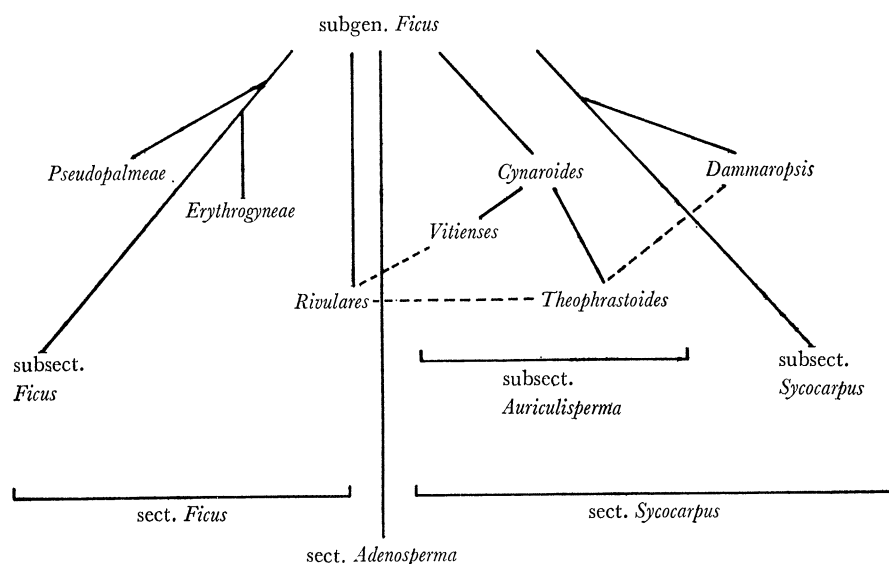 subgen. Ficus
Pseudopalmeae
Erythrogyneae
Cynaroides
Dammaropsis
Vitienses
Rivulares
Theophrastoides
subsect.
Ficus
subsect.
Auriculisperma
subsect.
Sycocarpus
sect. Ficus
sect. Sycocarpus
sect. Adenosperma